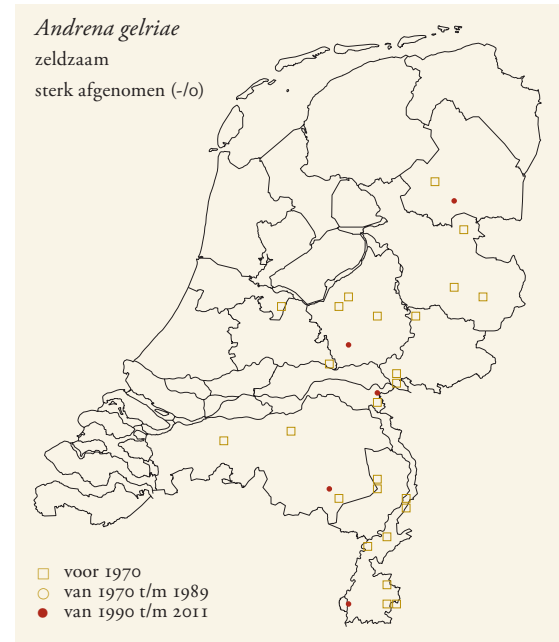 Andrena gelriae
zeldzaam
sterk afgenomen (-/0)
voor 1970
van 1970 t/m 1989
van 1990 t/m 2011